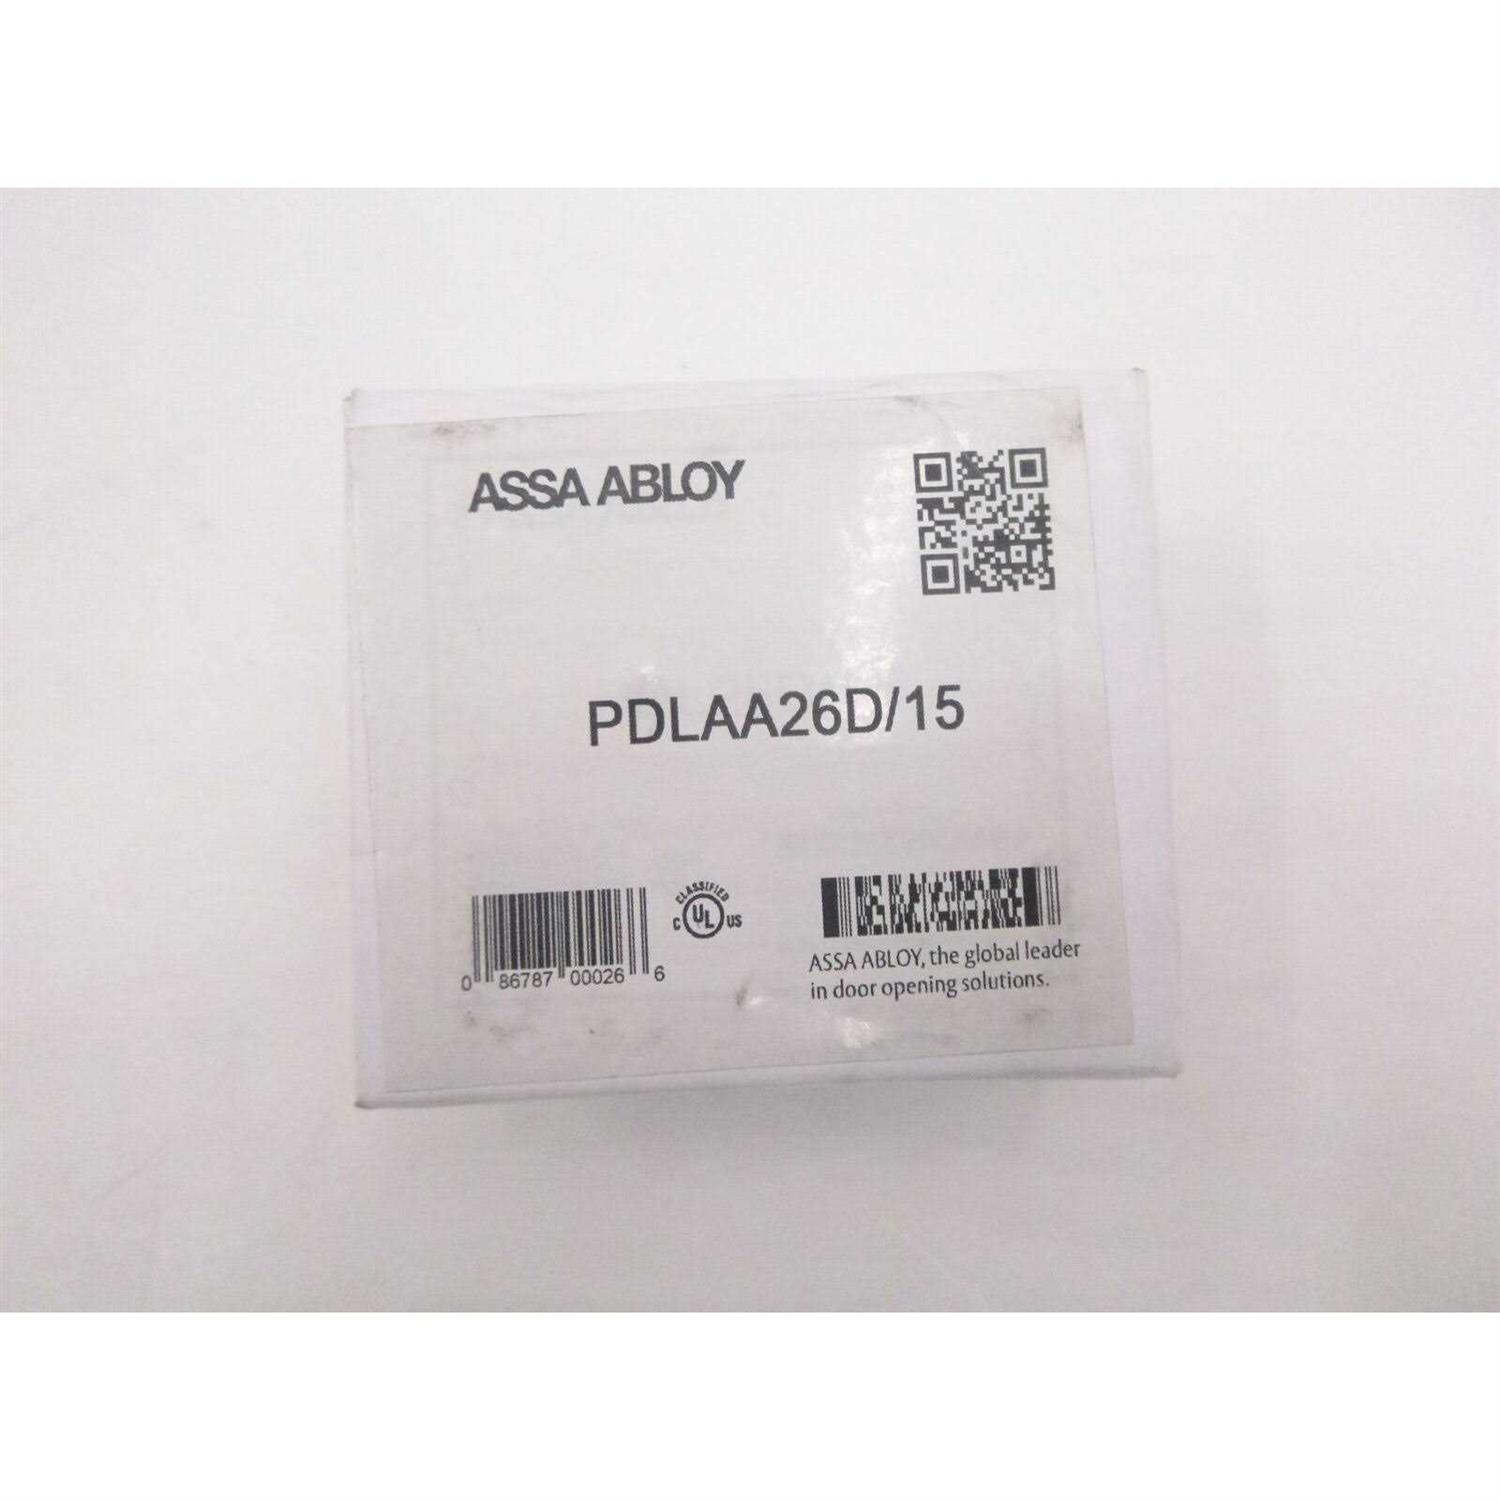 ASSA ABLOY
PDLAA26D/15
0 86787 00026 6
CLASSIFIED
C UL US
ASSA ABLOY, the global leader
in door opening solutions.